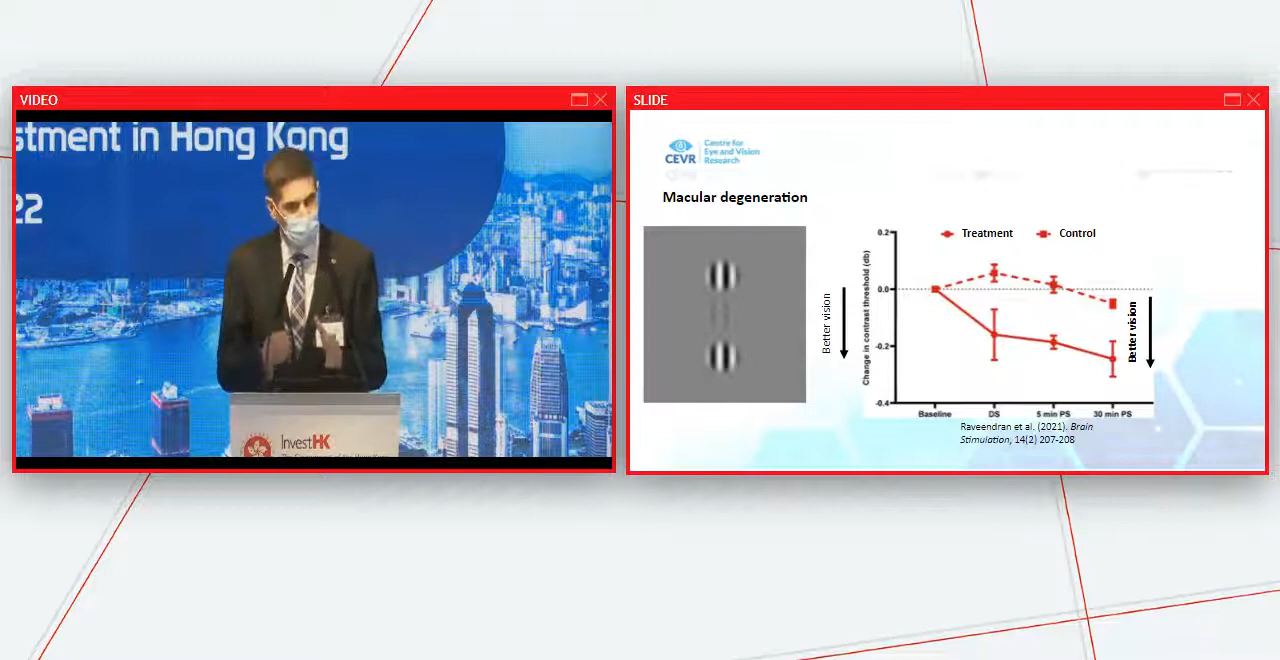 VIDEO
stment in Hong Kong
22
InvestHK
SLIDE
CEVR
Centre for
Eye and Vision
Research
Macular degeneration
Better vision
Treatment
Control
Change in contrast threshold (db)
0.2
0.0
-0.2
-0.4
Baseline
DS
5 min PS
30 min PS
Better vision
Raveendran et al. (2021). Brain
Stimulation, 14(2) 207-208